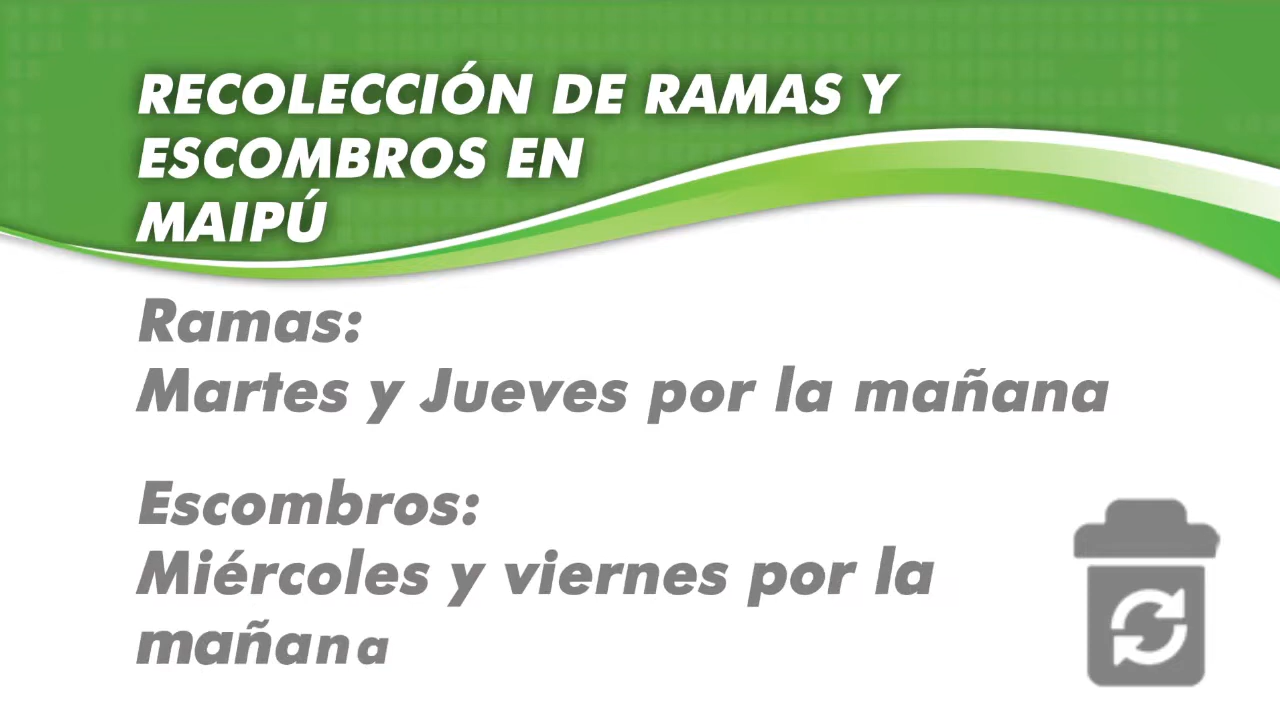 RECOLECCIÓN DE RAMAS Y
ESCOMBROS EN
MAIPÚ
Ramas:
Martes y Jueves por la mañana
Escombros:
Miércoles y viernes por la
mañana